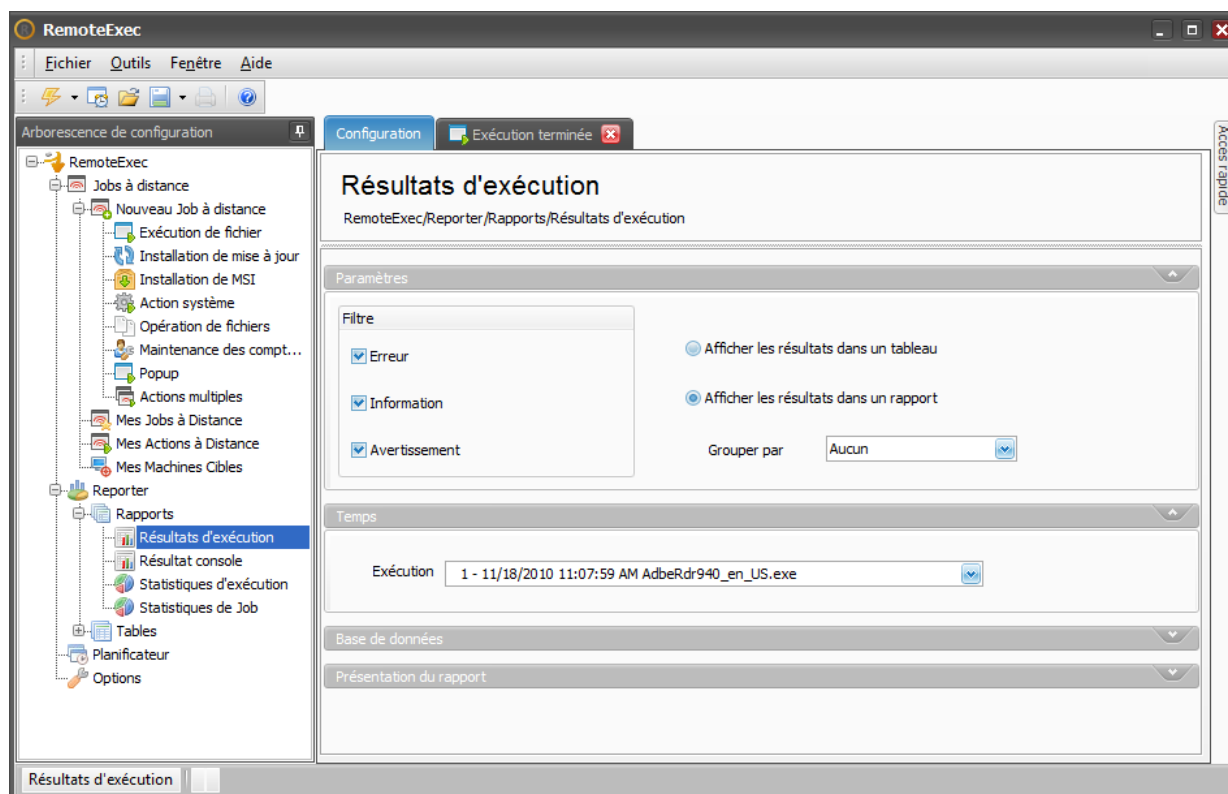 RemoteExec
Fichier Outils Fenêtre Aide
Arborescence de configuration
RemoteExec
Jobs à distance
Nouveau Job à distance
Exécution de fichier
Installation de mise à jour
Installation de MSI
Action système
Opération de fichiers
Maintenance des compt...
Popup
Actions multiples
Mes Jobs à Distance
Mes Actions à Distance
Mes Machines Cibles
Reporter
Rapports
Résultats d'exécution
Résultat console
Statistiques d'exécution
Statistiques de Job
Tables
Planificateur
Options
Configuration
Exécution terminée
Résultats d'exécution
RemoteExec/Reporter/Rapports/Résultats d'exécution
Paramètres
Filtre
Erreur
Information
Avertissement
Afficher les résultats dans un tableau
Afficher les résultats dans un rapport
Grouper par Aucun
Temps
Exécution 1 - 11/18/2010 11:07:59 AM AdbeRdr940_en_US.exe
Base de données
Présentation du rapport
Accès rapide
Résultats d'exécution